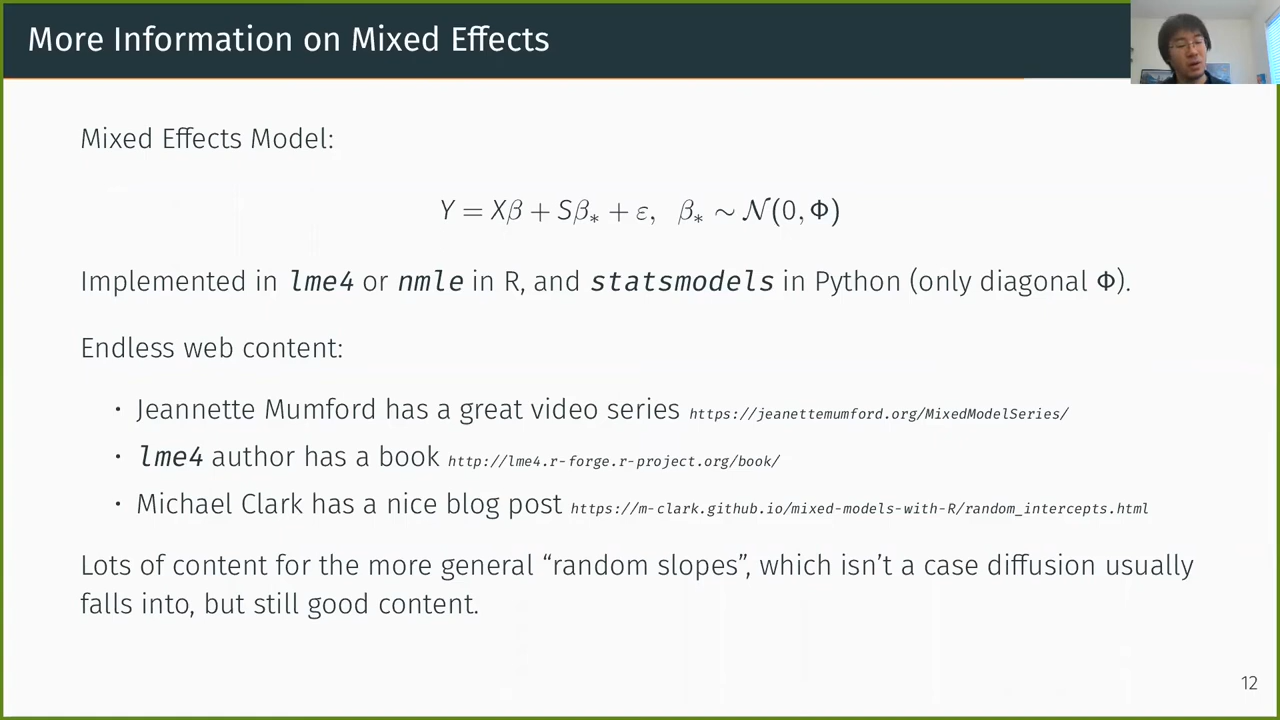 More Information on Mixed Effects
Mixed Effects Model:
Y = Xβ + Sβ∗ + ε,  β∗ ∼ 𝒩(0, Φ)
Implemented in lme4 or nmle in R, and statsmodels in Python (only diagonal Φ).
Endless web content:
· Jeannette Mumford has a great video series https://jeanettemumford.org/MixedModelSeries/
· lme4 author has a book http://lme4.r-forge.r-project.org/book/
· Michael Clark has a nice blog post https://m-clark.github.io/mixed-models-with-R/random_intercepts.html
Lots of content for the more general “random slopes”, which isn’t a case diffusion usually
falls into, but still good content.
12